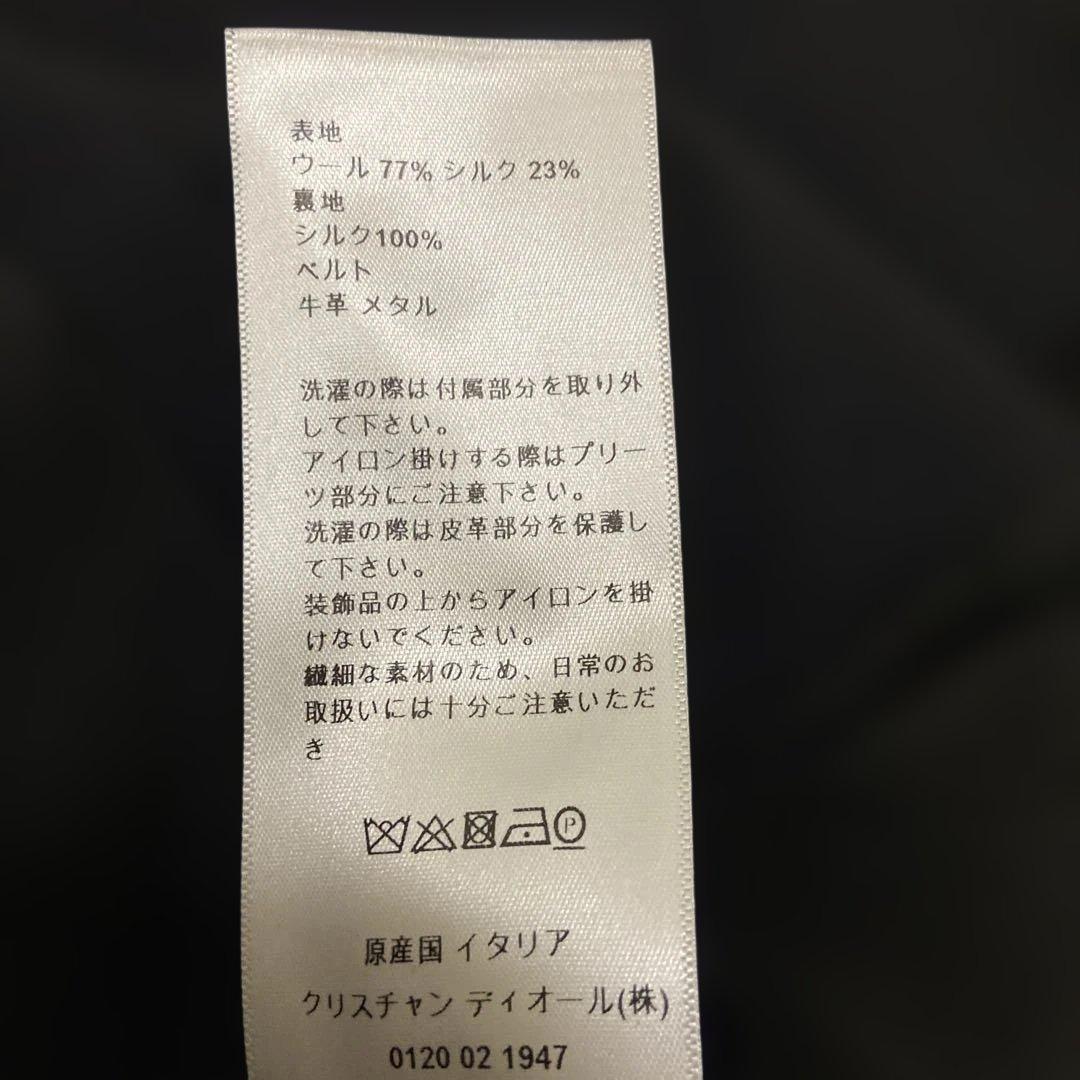 表地
ウール 77% シルク 23%
裏地
シルク100%
ベルト
牛革 メタル
洗濯の際は付属部分を取り外
して下さい。
アイロン掛けする際はプリー
ツ部分にご注意下さい。
洗濯の際は皮革部分を保護し
て下さい。
装飾品の上からアイロンを掛
けないでください。
繊細な素材のため、日常のお
取扱いには十分ご注意いただ
き
P
原産国 イタリア
クリスチャン ディオール(株)
0120 02 1947